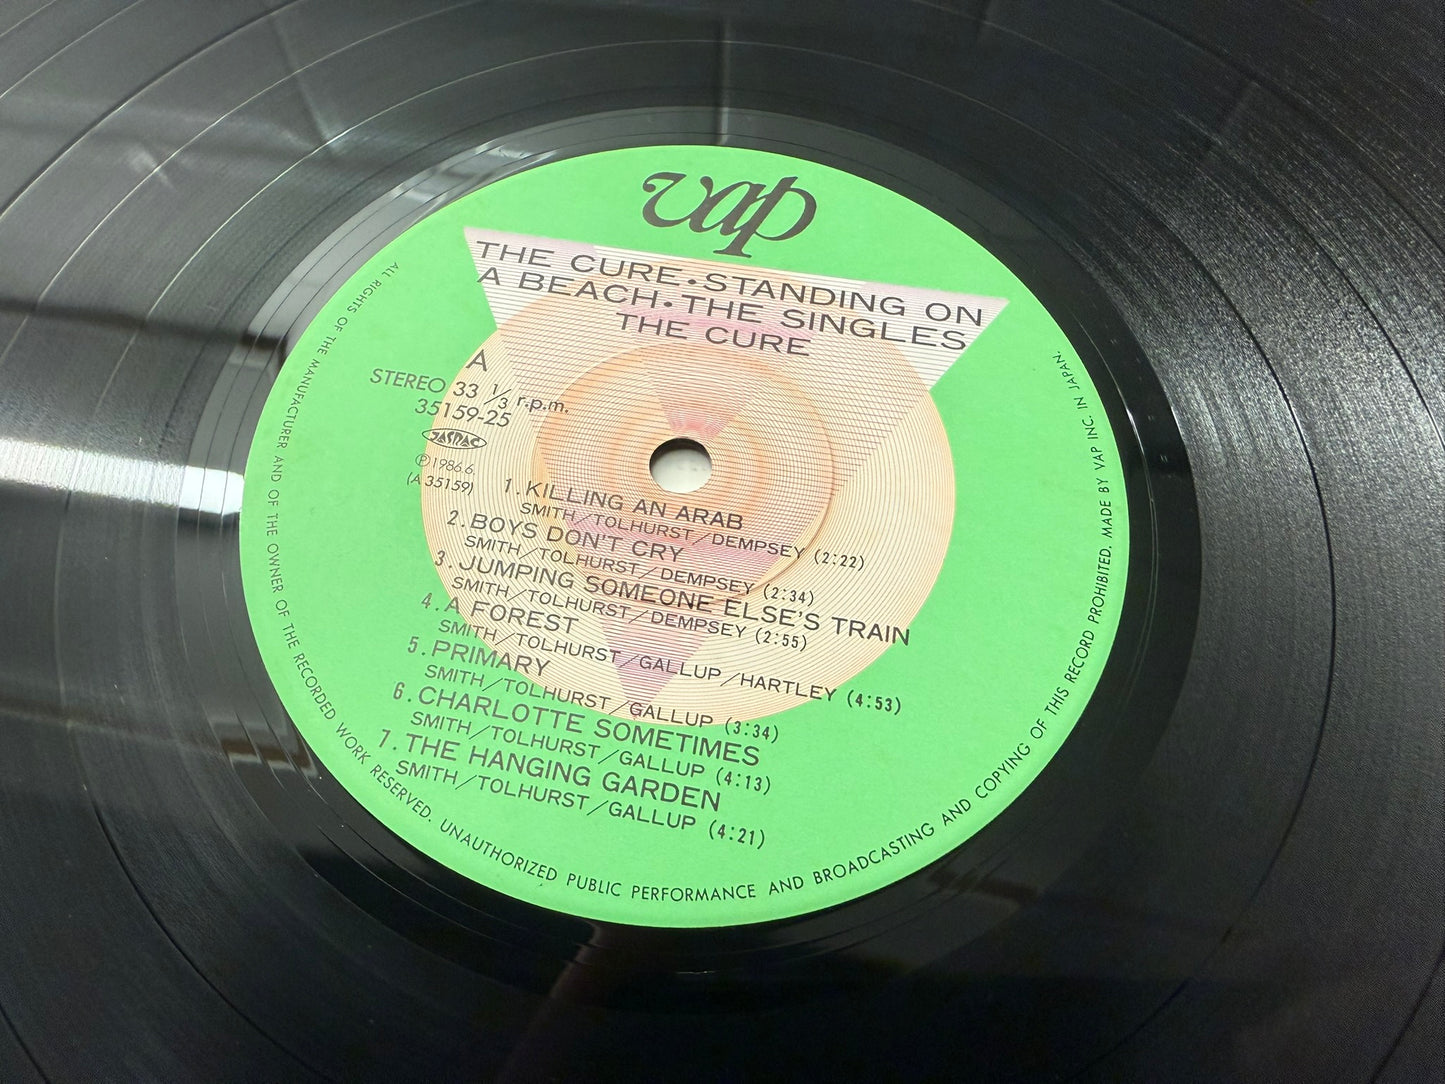 vap
THE CURE•STANDING ON
A BEACH•THE SINGLES
THE CURE
A
STEREO 33 1/3 r.p.m.
35159-25
JASRAC
Ⓟ1986.6
(A 35159)
1. KILLING AN ARAB
SMITH/TOLHURST/DEMPSEY (2:22)
2. BOYS DON'T CRY
SMITH/TOLHURST/DEMPSEY (2:34)
3. JUMPING SOMEONE ELSE'S TRAIN
SMITH/TOLHURST/DEMPSEY (2:55)
4. A FOREST
SMITH/TOLHURST/GALLUP/HARTLEY (4:53)
5. PRIMARY
SMITH/TOLHURST/GALLUP (3:34)
6. CHARLOTTE SOMETIMES
SMITH/TOLHURST/GALLUP (4:13)
7. THE HANGING GARDEN
SMITH/TOLHURST/GALLUP (4:21)
ALL RIGHTS OF THE MANUFACTURER AND OF THE OWNER OF THE RECORDED WORK RESERVED. UNAUTHORIZED PUBLIC PERFORMANCE AND BROADCASTING AND COPYING OF THIS RECORD PROHIBITED. MADE BY VAP INC. IN JAPAN.